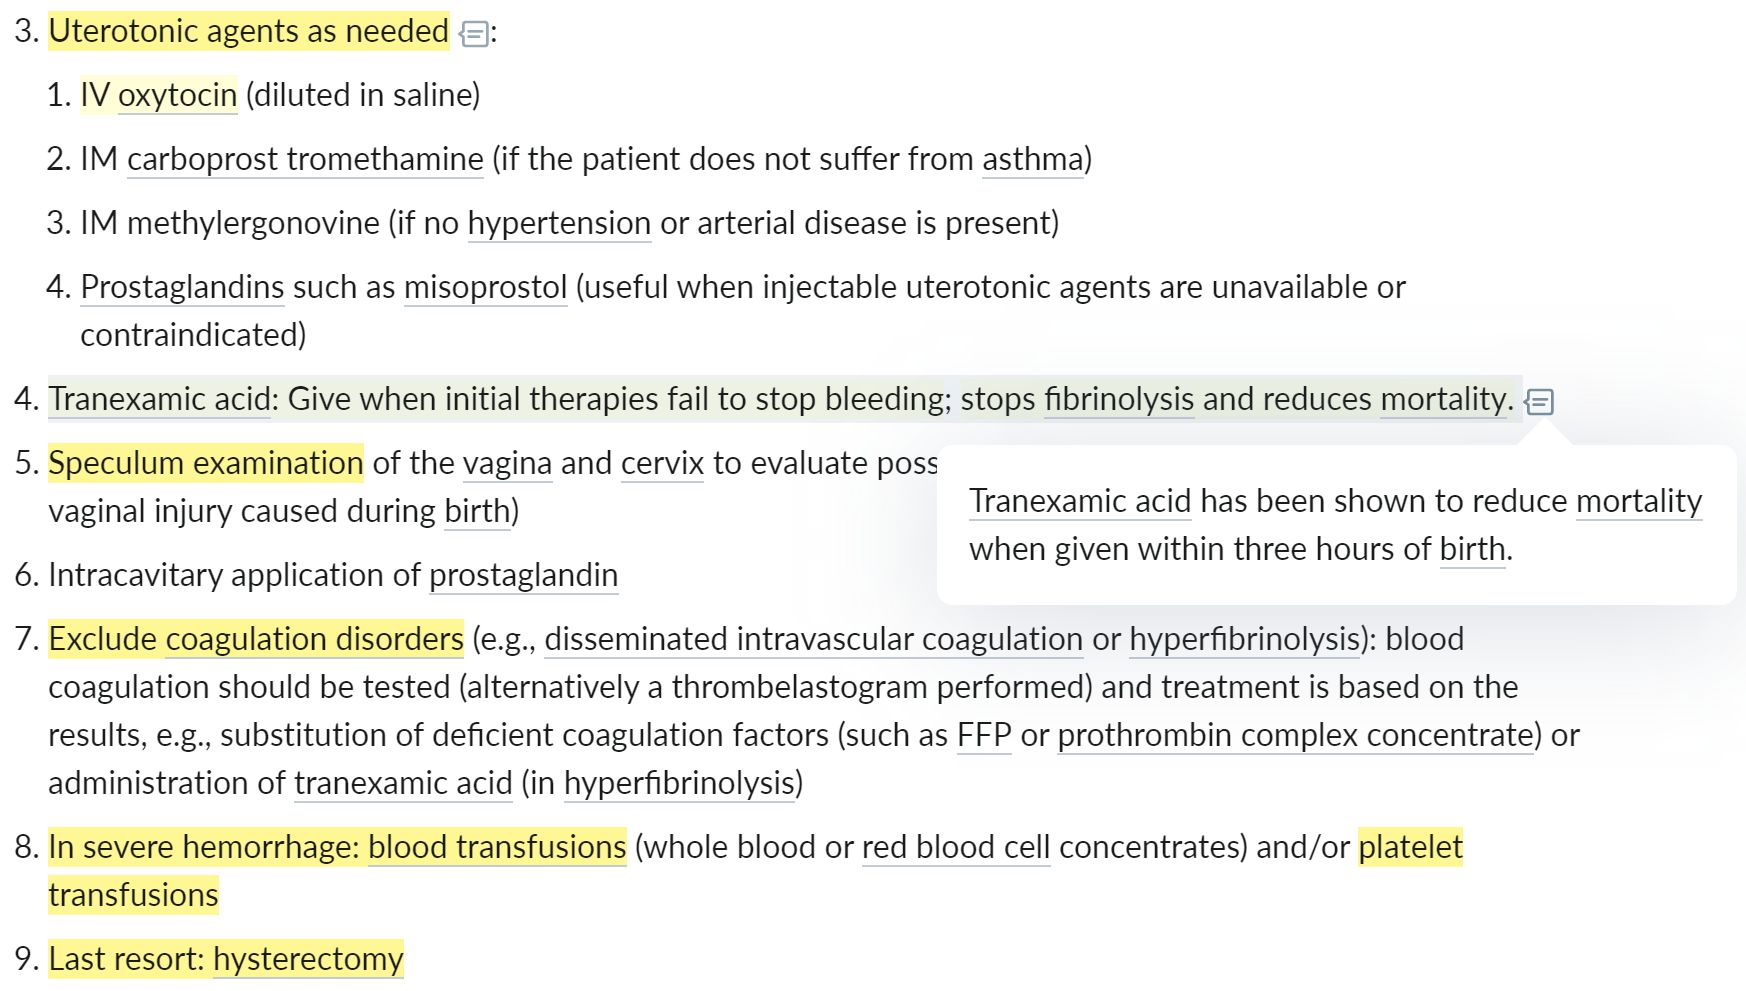 3. Uterotonic agents as needed :
1. IV oxytocin (diluted in saline)
2. IM carboprost tromethamine (if the patient does not suffer from asthma)
3. IM methylergonovine (if no hypertension or arterial disease is present)
4. Prostaglandins such as misoprostol (useful when injectable uterotonic agents are unavailable or
contraindicated)
4. Tranexamic acid: Give when initial therapies fail to stop bleeding; stops fibrinolysis and reduces mortality.
5. Speculum examination of the vagina and cervix to evaluate poss
vaginal injury caused during birth)
Tranexamic acid has been shown to reduce mortality
when given within three hours of birth.
6. Intracavitary application of prostaglandin
7. Exclude coagulation disorders (e.g., disseminated intravascular coagulation or hyperfibrinolysis): blood
coagulation should be tested (alternatively a thrombelastogram performed) and treatment is based on the
results, e.g., substitution of deficient coagulation factors (such as FFP or prothrombin complex concentrate) or
administration of tranexamic acid (in hyperfibrinolysis)
8. In severe hemorrhage: blood transfusions (whole blood or red blood cell concentrates) and/or platelet
transfusions
9. Last resort: hysterectomy